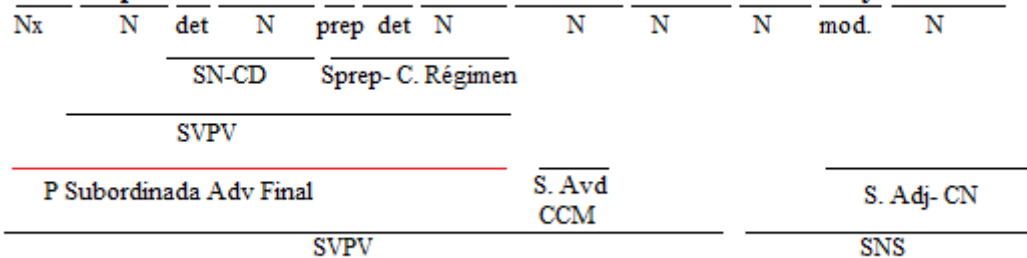 Nx N det N prep det N N N N mod. N
SN-CD Sprep- C. Régimen
SVPV
P Subordinada Adv Final S. Avd CCM S. Adj- CN
SVPV SNS